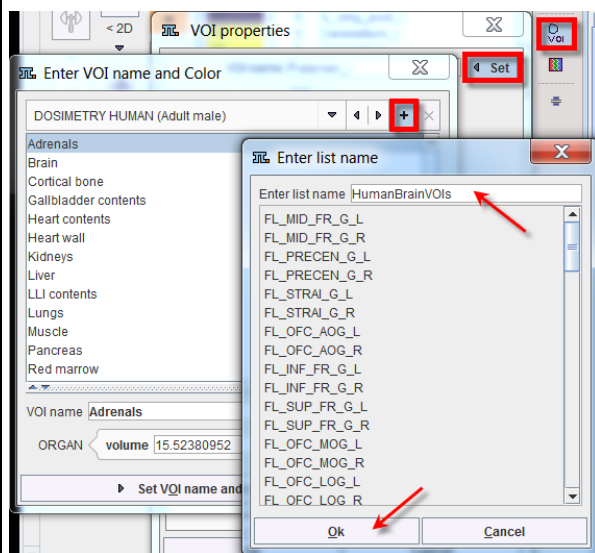 < 2D
VOI properties
VOI
Set
Enter VOI name and Color
DOSIMETRY HUMAN (Adult male)
+
Adrenals
Brain
Cortical bone
Gallbladder contents
Heart contents
Heart wall
Kidneys
Liver
LLI contents
Lungs
Muscle
Pancreas
Red marrow
VOI name Adrenals
ORGAN volume 15.52380952
Set VOI name and
Enter list name
Enter list name HumanBrainVOIs
FL_MID_FR_G_L
FL_MID_FR_G_R
FL_PRECEN_G_L
FL_PRECEN_G_R
FL_STRAI_G_L
FL_STRAI_G_R
FL_OFC_AOG_L
FL_OFC_AOG_R
FL_INF_FR_G_L
FL_INF_FR_G_R
FL_SUP_FR_G_L
FL_SUP_FR_G_R
FL_OFC_MOG_L
FL_OFC_MOG_R
FL_OFC_LOG_L
FL_OFC_LOG_R
Ok
Cancel